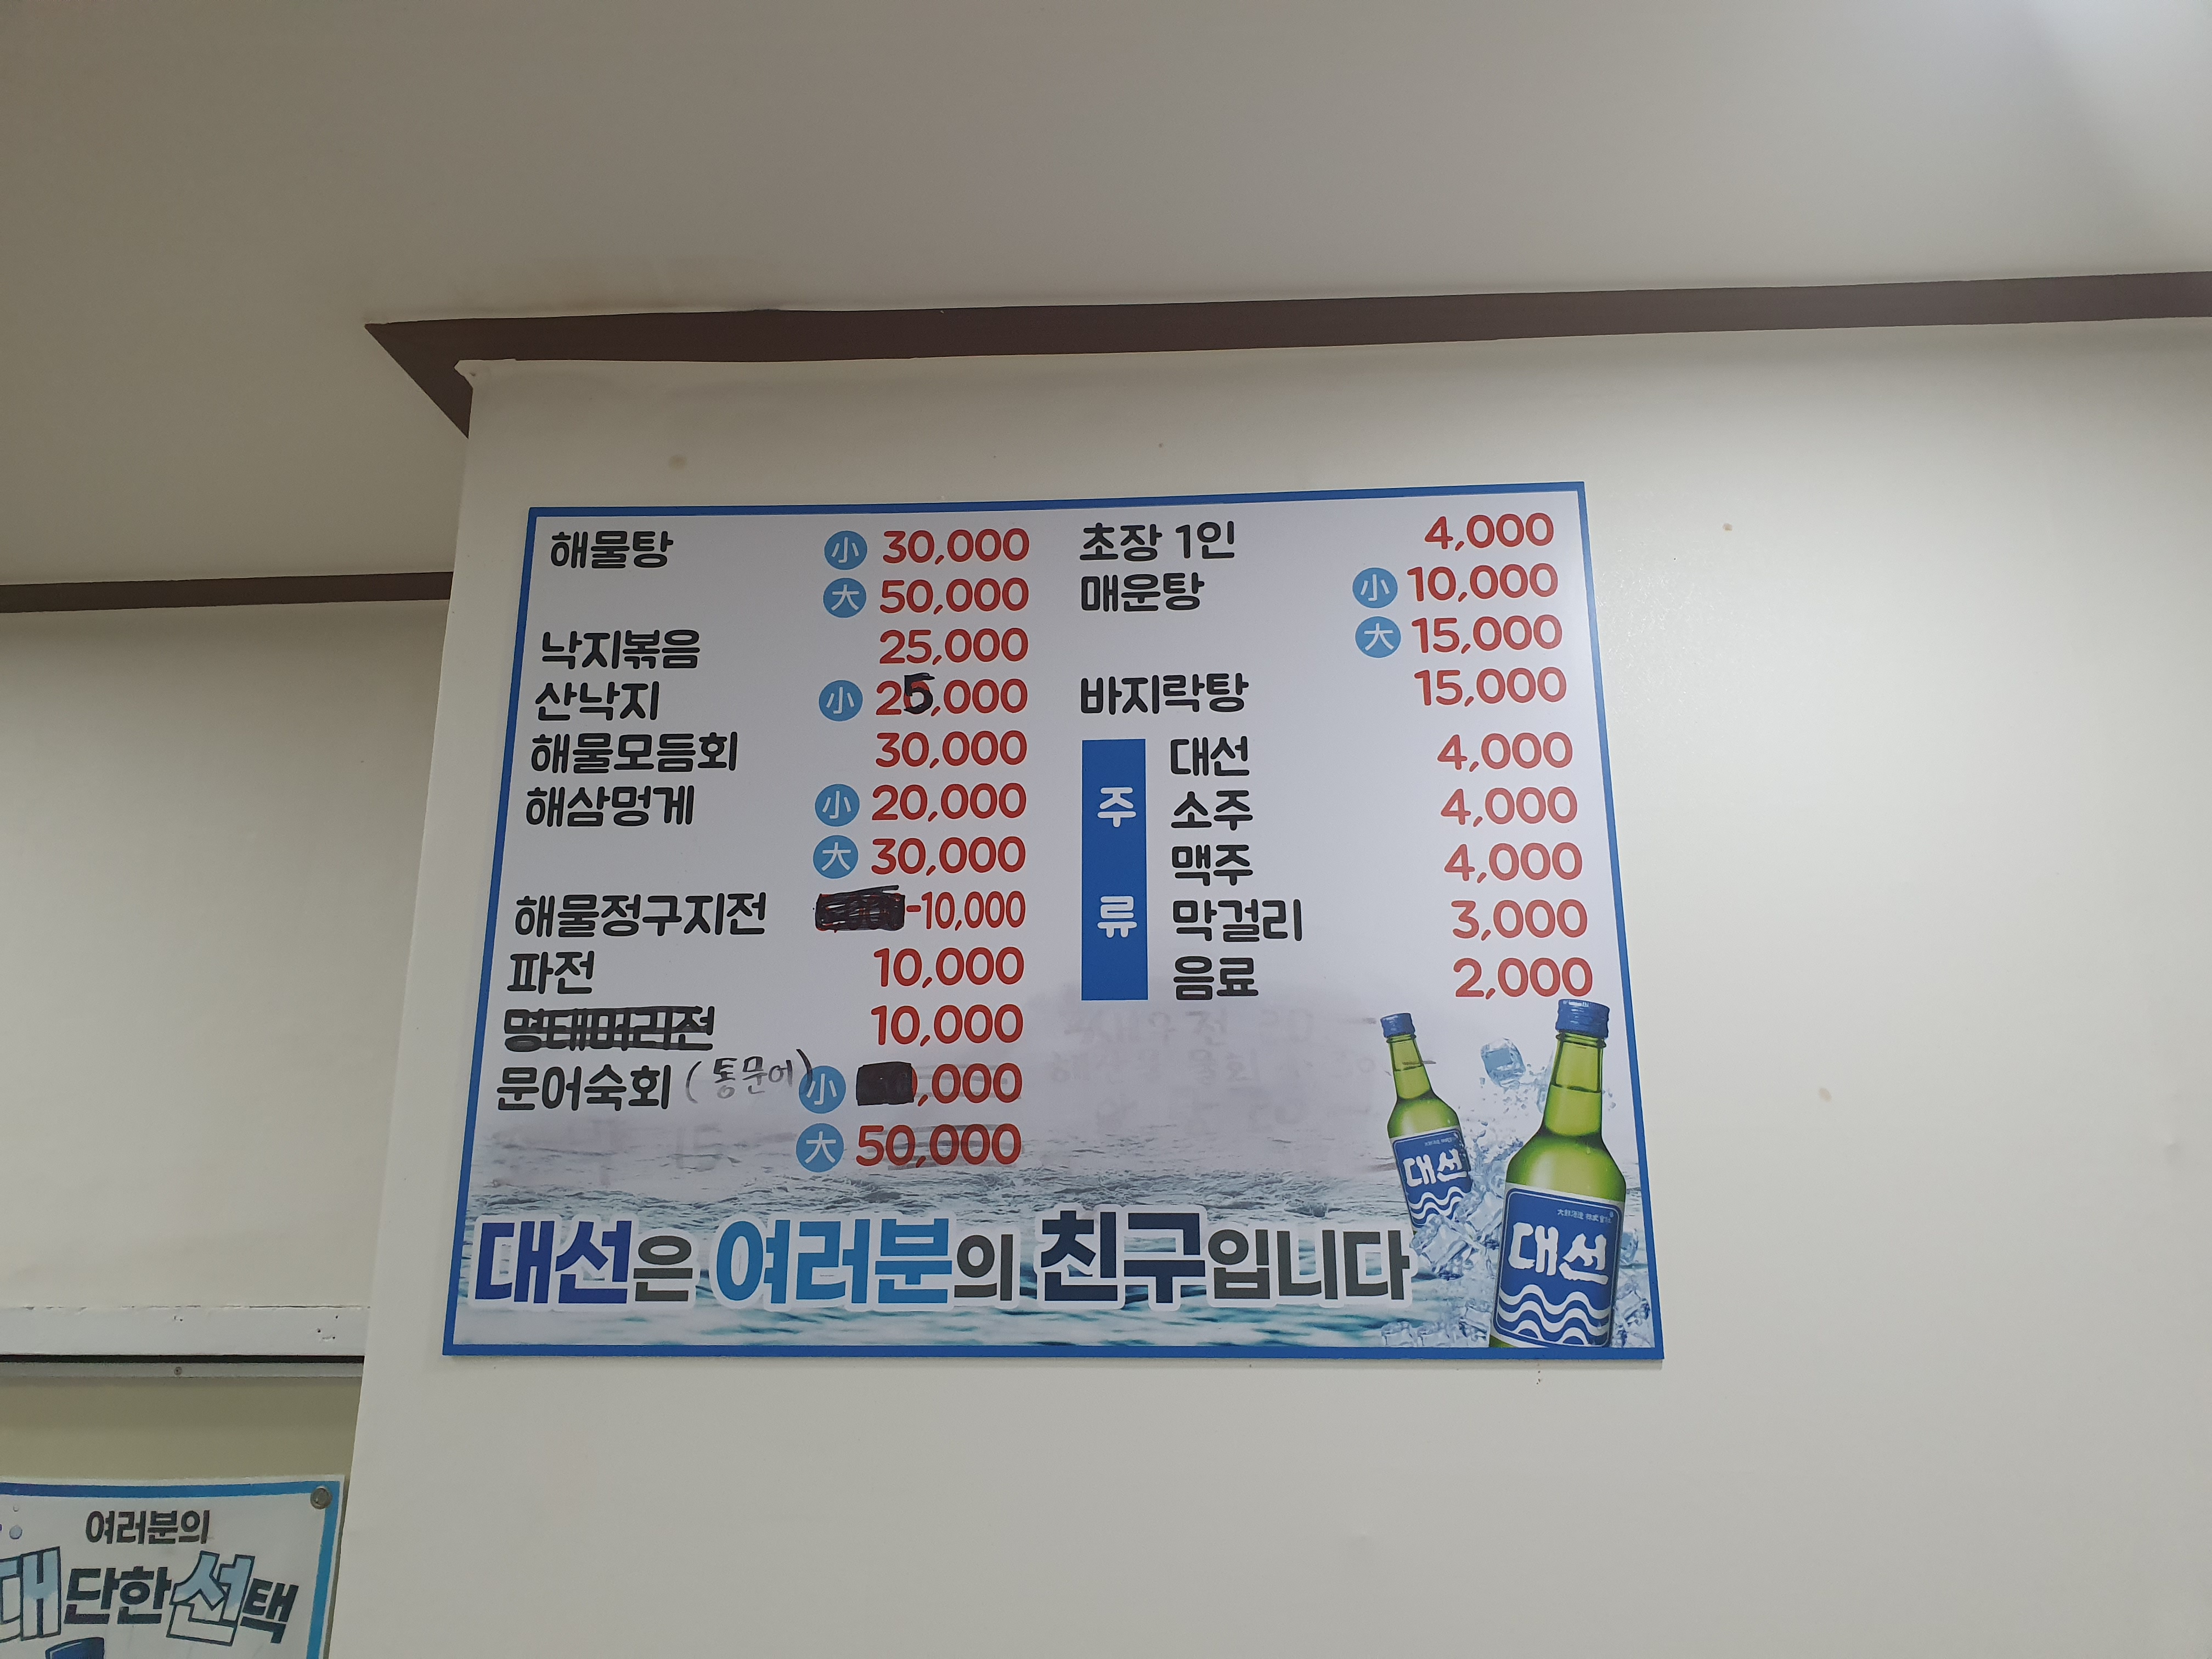 해물탕 小 30,000
大 50,000
낙지볶음 25,000
산낙지 小 25,000
해물모듬회 30,000
해삼멍게 小 20,000
大 30,000
해물정구지전 -10,000
파전 10,000
명태머리전 10,000
문어숙회 (통문어) 小 ,000
大 50,000
초장 1인 4,000
매운탕 小 10,000
大 15,000
바지락탕 15,000
주류
대선 4,000
소주 4,000
맥주 4,000
막걸리 3,000
음료 2,000
대선
대선
대선은 여러분의 친구입니다
여러분의
대단한 선택